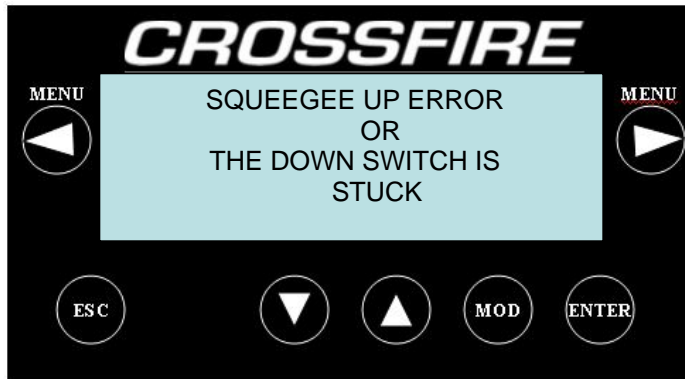 CROSSFIRE
MENU
MENU
SQUEEGEE UP ERROR
OR
THE DOWN SWITCH IS
STUCK
ESC
MOD
ENTER